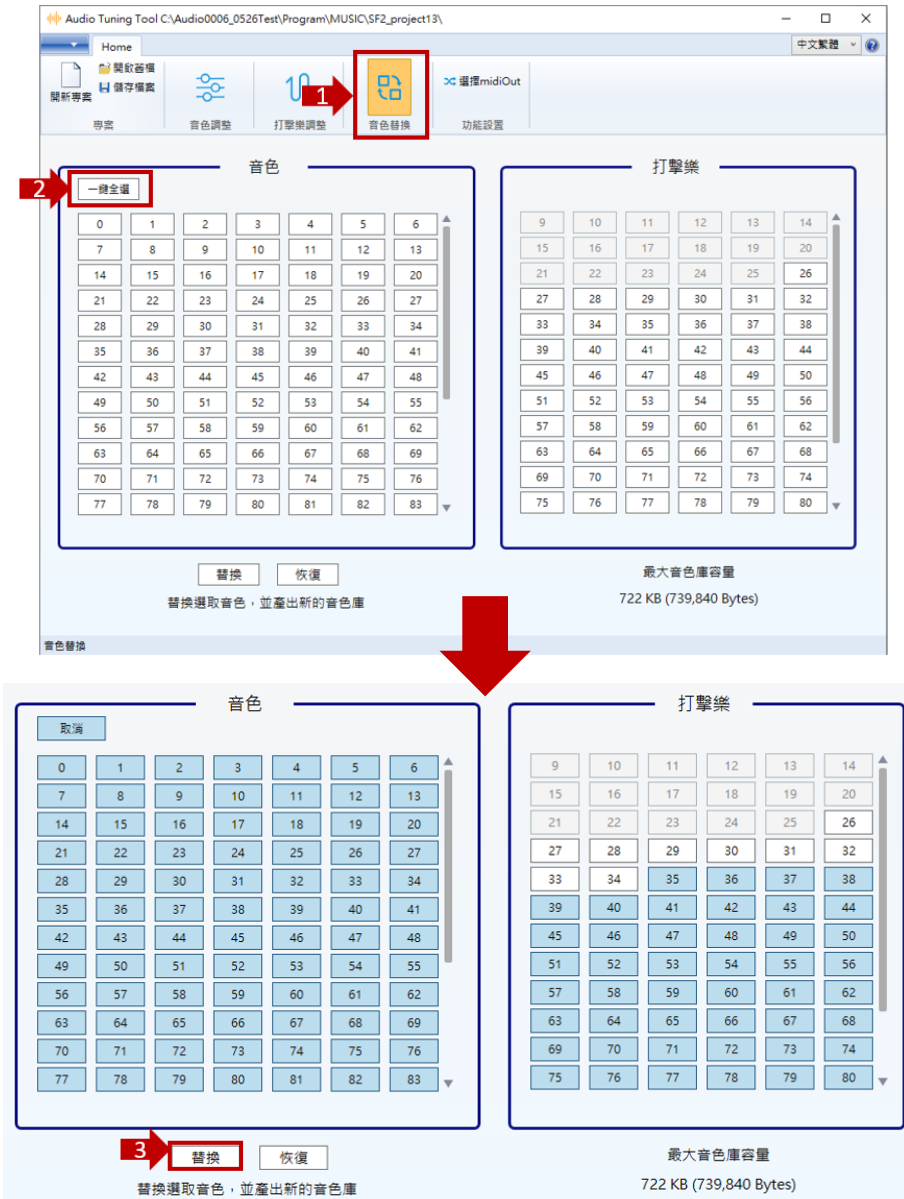 Audio Tuning Tool C:\Audio0006_0526Test\Program\MUSIC\SF2_project13\
Home
中文繁體
開新專案
開啟舊檔
儲存檔案
專案
音色調整
打擊樂調整
1
音色替換
選擇midiOut
功能設置
音色
2
一鍵全選
0 1 2 3 4 5 6
7 8 9 10 11 12 13
14 15 16 17 18 19 20
21 22 23 24 25 26 27
28 29 30 31 32 33 34
35 36 37 38 39 40 41
42 43 44 45 46 47 48
49 50 51 52 53 54 55
56 57 58 59 60 61 62
63 64 65 66 67 68 69
70 71 72 73 74 75 76
77 78 79 80 81 82 83
打擊樂
9 10 11 12 13 14
15 16 17 18 19 20
21 22 23 24 25 26
27 28 29 30 31 32
33 34 35 36 37 38
39 40 41 42 43 44
45 46 47 48 49 50
51 52 53 54 55 56
57 58 59 60 61 62
63 64 65 66 67 68
69 70 71 72 73 74
75 76 77 78 79 80
替換 恢復
替換選取音色，並產出新的音色庫
最大音色庫容量
722 KB (739,840 Bytes)
音色替換
音色
取消
0 1 2 3 4 5 6
7 8 9 10 11 12 13
14 15 16 17 18 19 20
21 22 23 24 25 26 27
28 29 30 31 32 33 34
35 36 37 38 39 40 41
42 43 44 45 46 47 48
49 50 51 52 53 54 55
56 57 58 59 60 61 62
63 64 65 66 67 68 69
70 71 72 73 74 75 76
77 78 79 80 81 82 83
打擊樂
9 10 11 12 13 14
15 16 17 18 19 20
21 22 23 24 25 26
27 28 29 30 31 32
33 34 35 36 37 38
39 40 41 42 43 44
45 46 47 48 49 50
51 52 53 54 55 56
57 58 59 60 61 62
63 64 65 66 67 68
69 70 71 72 73 74
75 76 77 78 79 80
3
替換 恢復
替換選取音色，並產出新的音色庫
最大音色庫容量
722 KB (739,840 Bytes)